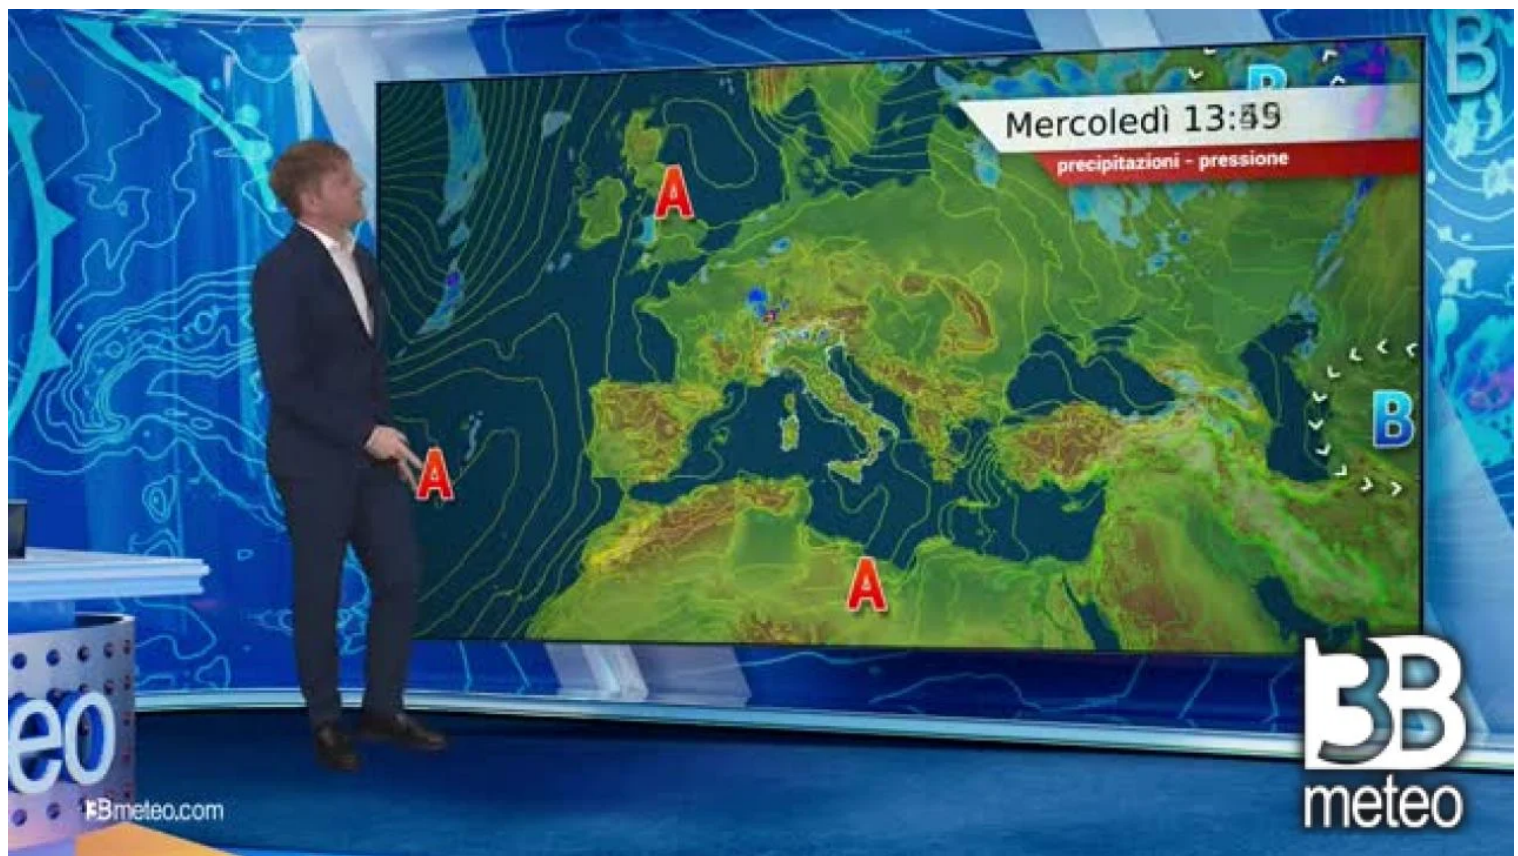 B
B
Mercoledì 13:49
precipitazioni - pressione
A
B
A
A
3B
meteo
eo
3Bmeteo.com